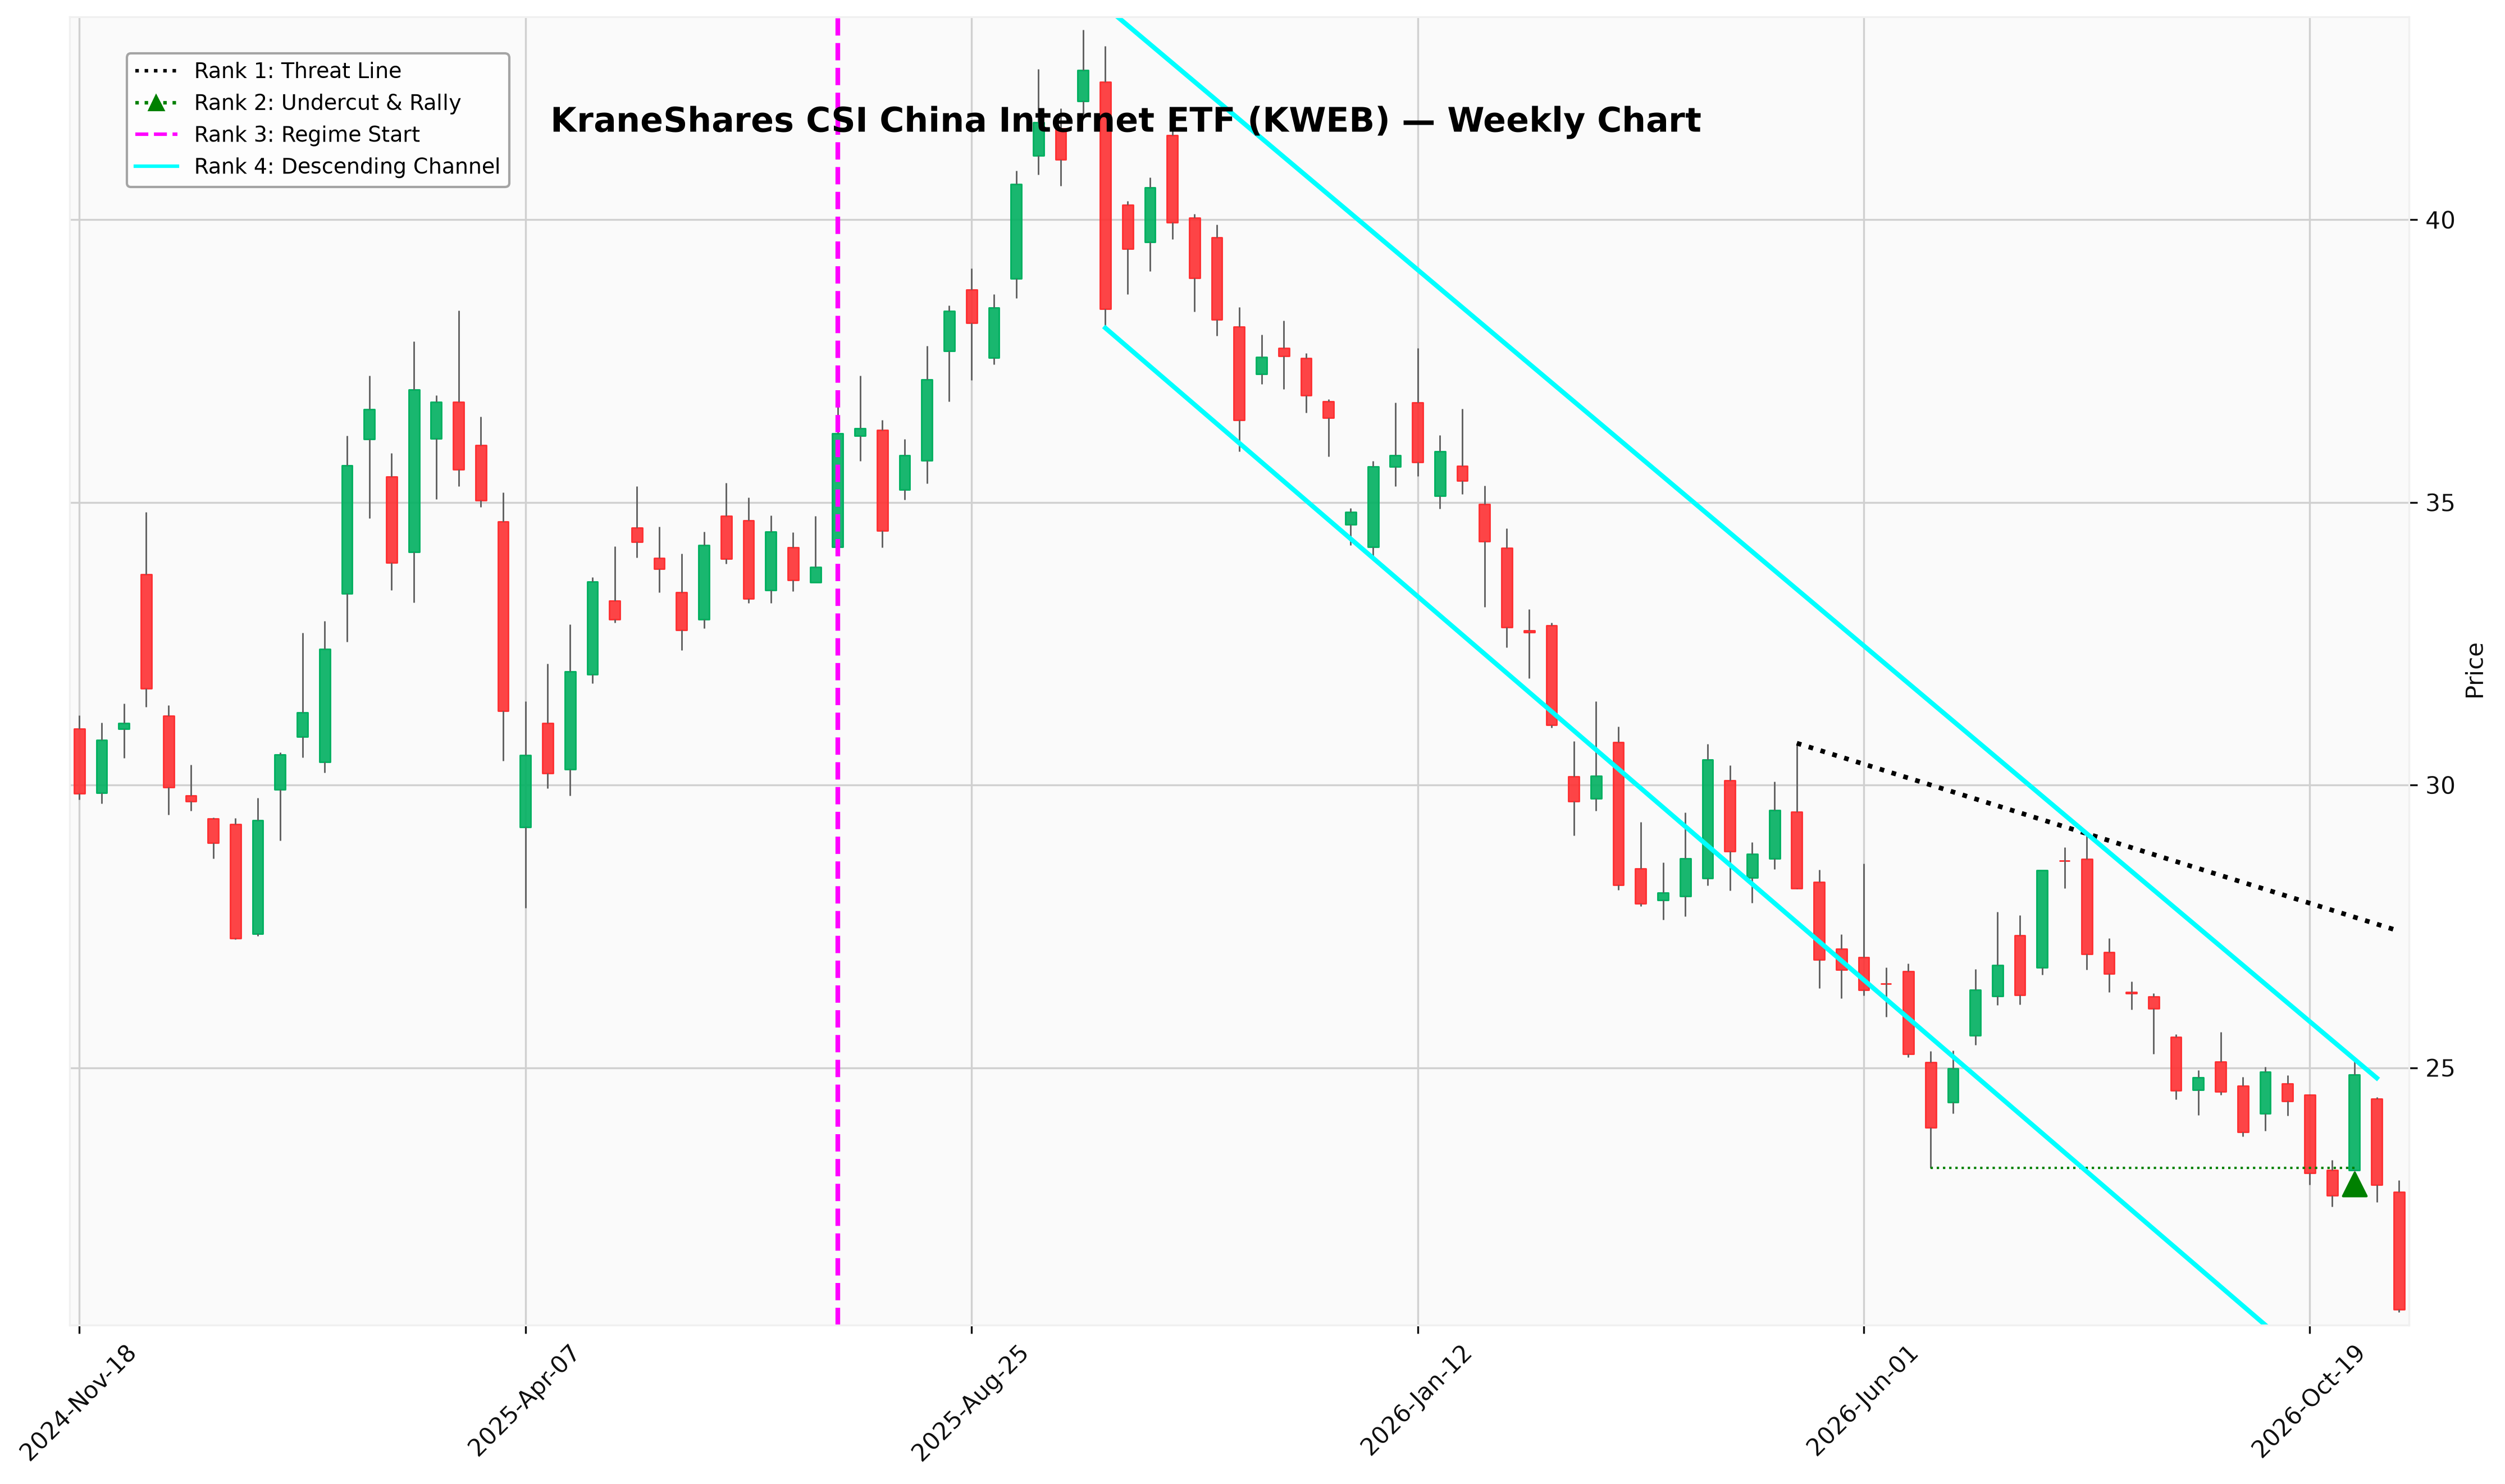 Rank 1: Threat Line
Rank 2: Undercut & Rally
Rank 3: Regime Start
Rank 4: Descending Channel
KraneShares CSI China Internet ETF (KWEB) — Weekly Chart
40
35
30
25
Price
2024-Nov-18
2025-Apr-07
2025-Aug-25
2026-Jan-12
2026-Jun-01
2026-Oct-19